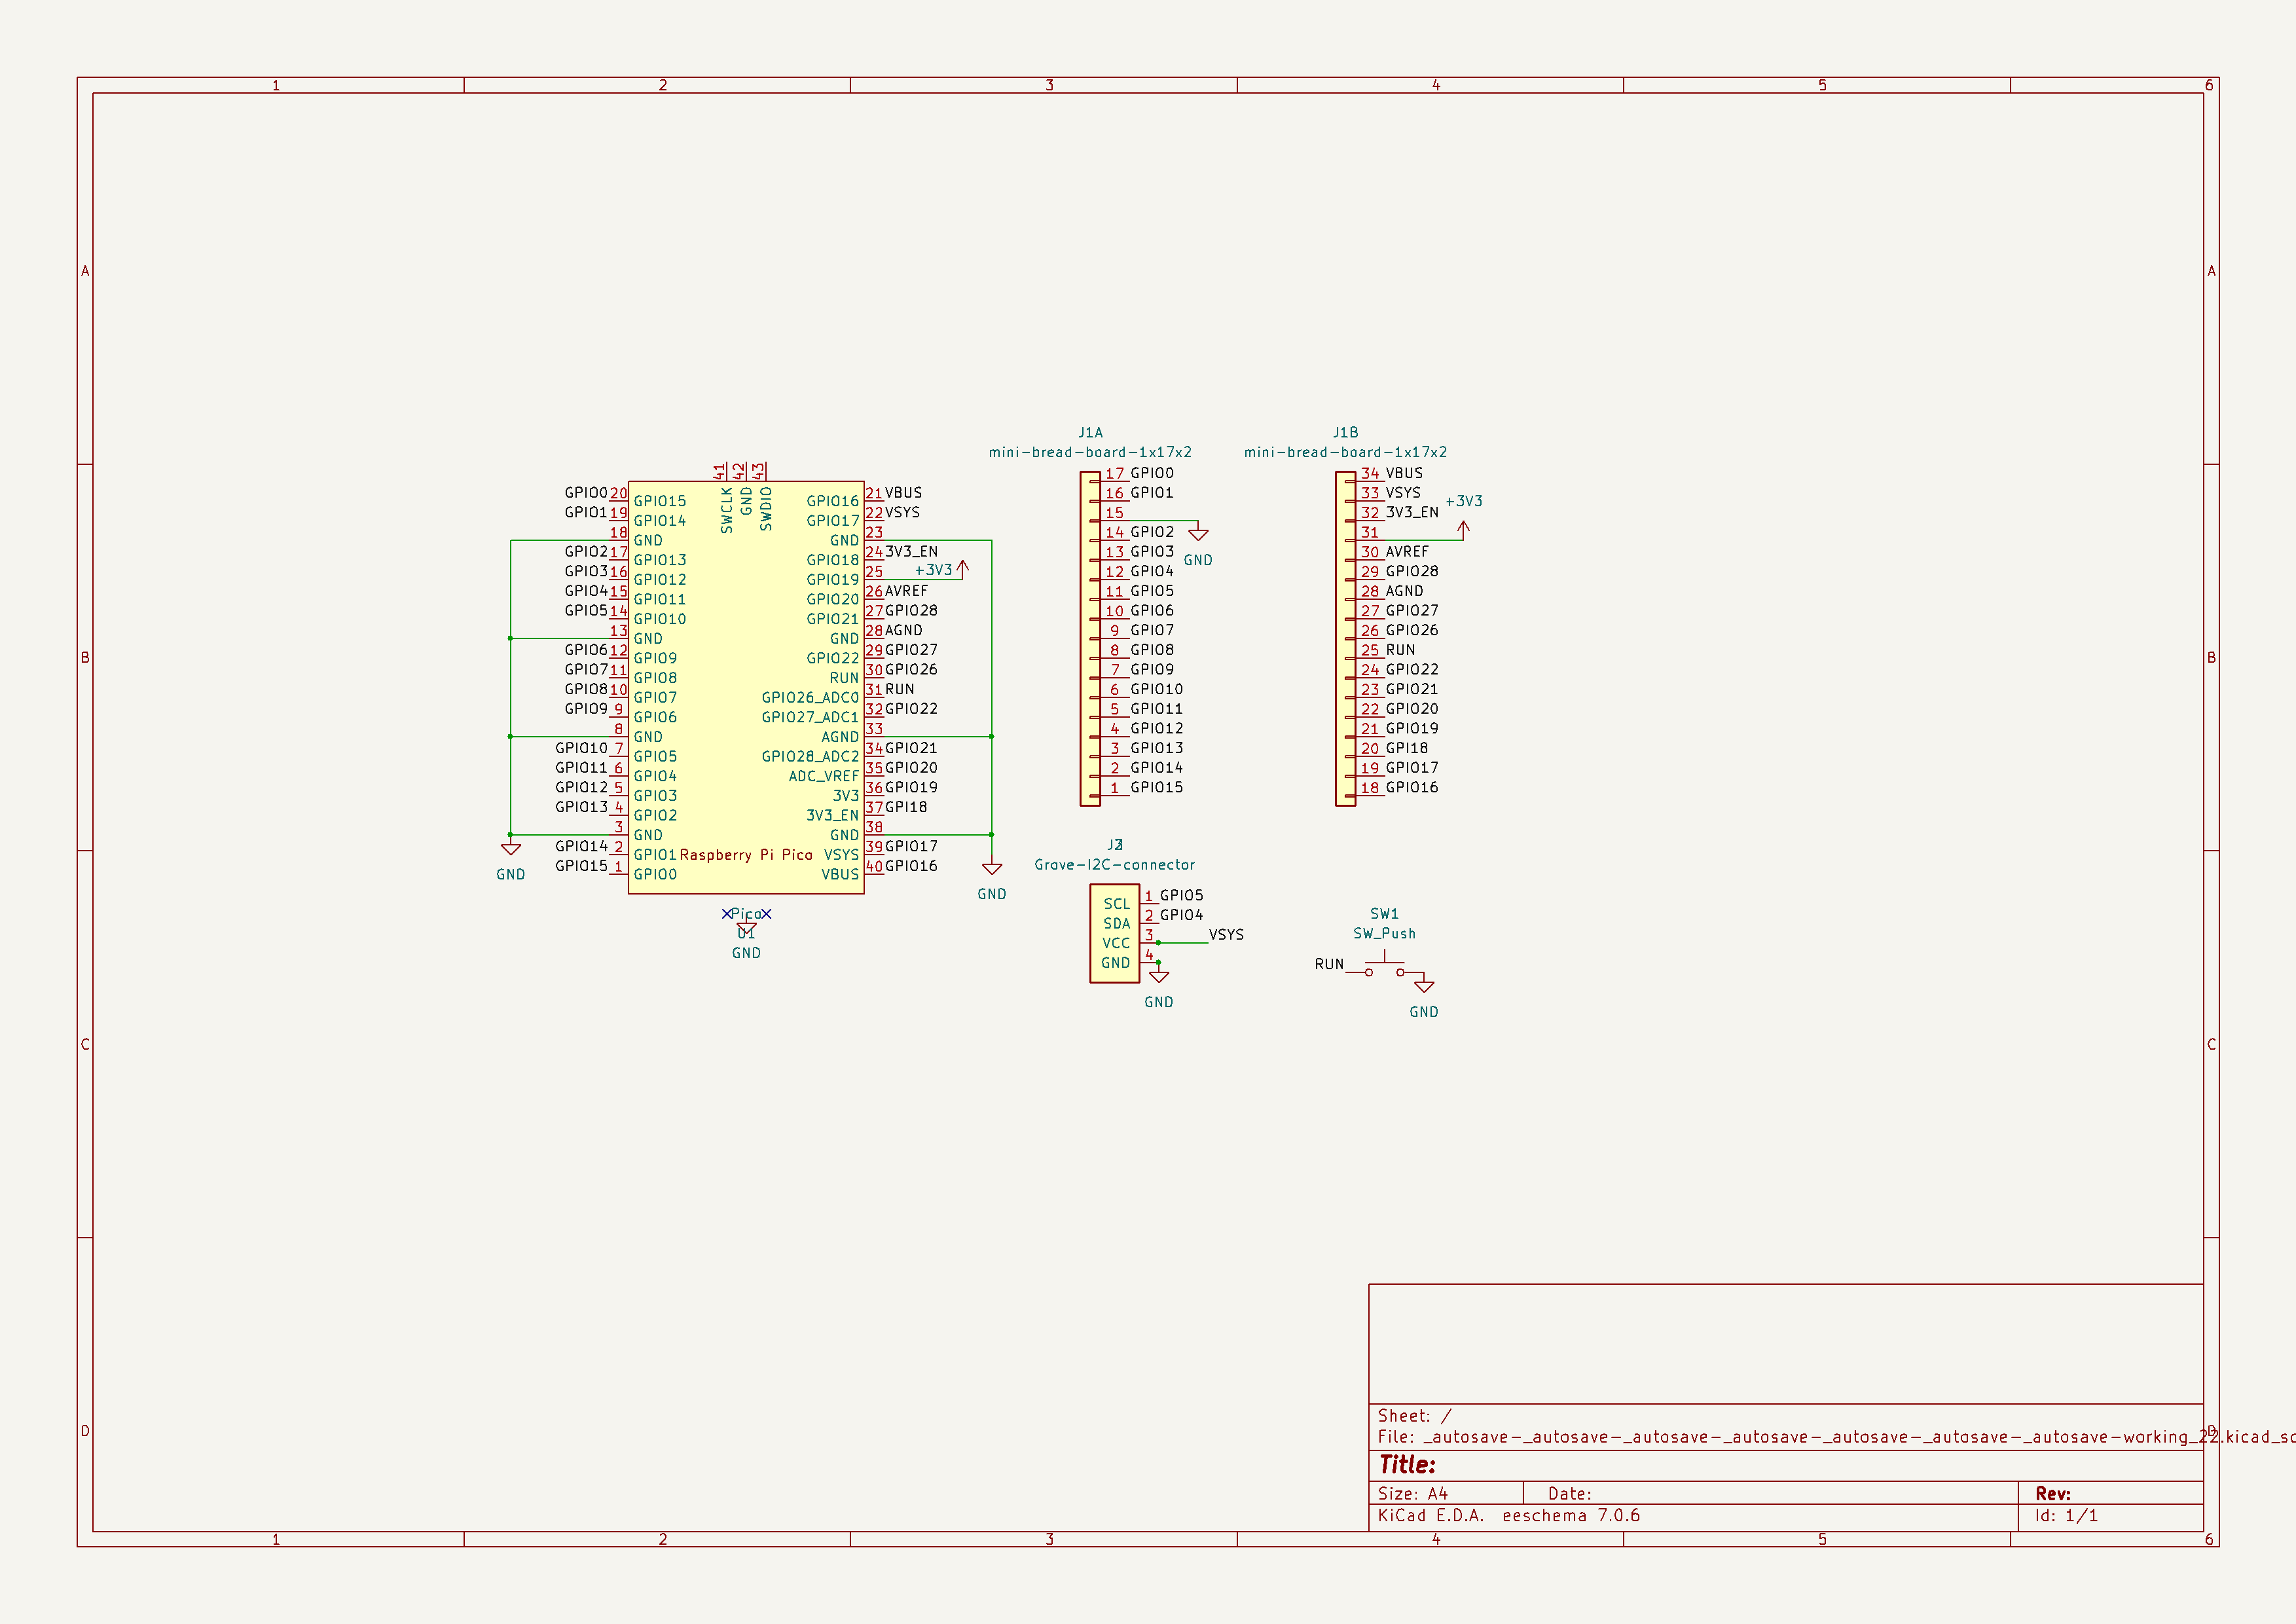 1 2 3 4 5 6
A A
B B
C C
D D
J1A
mini-bread-board-1x17x2
17 GPIO0
16 GPIO1
15
14 GPIO2
13 GPIO3
12 GPIO4
11 GPIO5
10 GPIO6
9 GPIO7
8 GPIO8
7 GPIO9
6 GPIO10
5 GPIO11
4 GPIO12
3 GPIO13
2 GPIO14
1 GPIO15
GND
J1B
mini-bread-board-1x17x2
34 VBUS
33 VSYS
32 3V3_EN
31
30 AVREF
29 GPIO28
28 AGND
27 GPIO27
26 GPIO26
25 RUN
24 GPIO22
23 GPIO21
22 GPIO20
21 GPIO19
20 GPI18
19 GPIO17
18 GPIO16
+3V3
41 42 43
SWCLK GND SWDIO
GPIO0 20 GPIO15
GPIO1 19 GPIO14
18 GND
GPIO2 17 GPIO13
GPIO3 16 GPIO12
GPIO4 15 GPIO11
GPIO5 14 GPIO10
13 GND
GPIO6 12 GPIO9
GPIO7 11 GPIO8
GPIO8 10 GPIO7
GPIO9 9 GPIO6
8 GND
GPIO10 7 GPIO5
GPIO11 6 GPIO4
GPIO12 5 GPIO3
GPIO13 4 GPIO2
3 GND
GPIO14 2 GPIO1
GPIO15 1 GPIO0
GND
GPIO16 21 VBUS
GPIO17 22 VSYS
GND 23
GPIO18 24 3V3_EN
GPIO19 25 +3V3
GPIO20 26 AVREF
GPIO21 27 GPIO28
GND 28 AGND
GPIO22 29 GPIO27
RUN 30 GPIO26
GPIO26_ADC0 31 RUN
GPIO27_ADC1 32 GPIO22
AGND 33
GPIO28_ADC2 34 GPIO21
ADC_VREF 35 GPIO20
3V3 36 GPIO19
3V3_EN 37 GPI18
GND 38
VSYS 39 GPIO17
VBUS 40 GPIO16
GND
Raspberry Pi Pico
Pico
U1
GND
Grove-I2C-connector
SCL 1 GPIO5
SDA 2 GPIO4
VCC 3 VSYS
GND 4
GND
SW1
SW_Push
RUN
GND
Sheet: /
File: _autosave-_autosave-_autosave-_autosave-_autosave-_autosave-_autosave-working_22.kicad_sc
Title:
Size: A4 Date: Rev:
KiCad E.D.A. eeschema 7.0.6 Id: 1/1
1 2 3 4 5 6